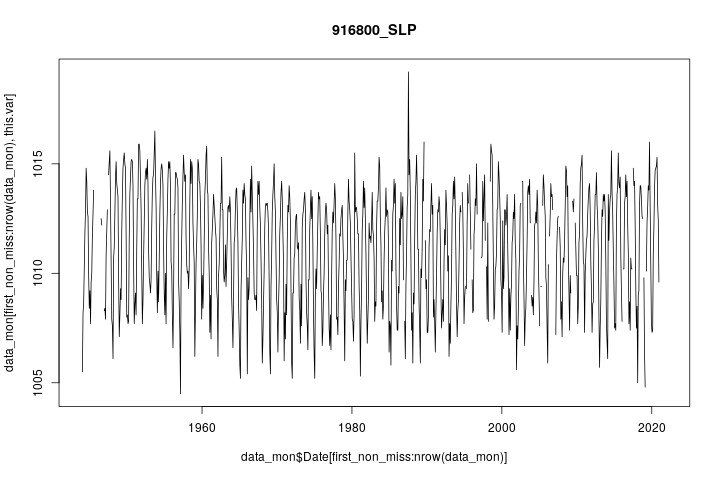 916800_SLP
data_mon[first_non_miss:nrow(data_mon), this.var]
1015
1010
1005
1960
1980
2000
2020
data_mon$Date[first_non_miss:nrow(data_mon)]